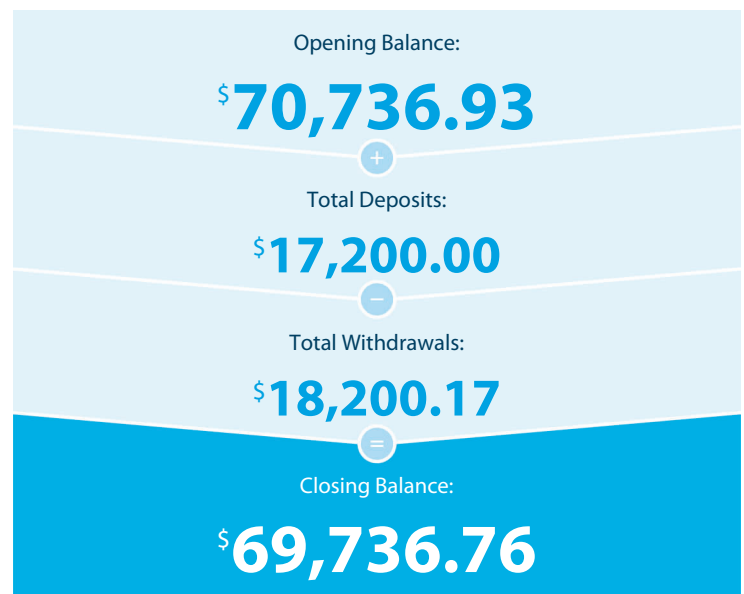 Opening Balance:
$70,736.93
+
Total Deposits:
$17,200.00
−
Total Withdrawals:
$18,200.17
=
Closing Balance:
$69,736.76